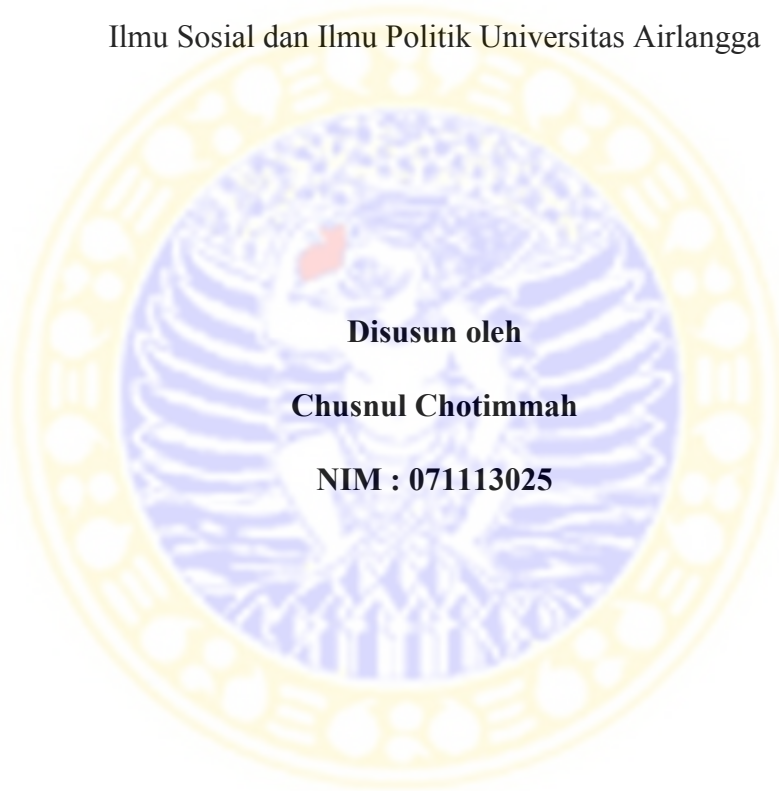 Ilmu Sosial dan Ilmu Politik Universitas Airlangga
Disusun oleh
Chusnul Chotimmah
NIM : 071113025